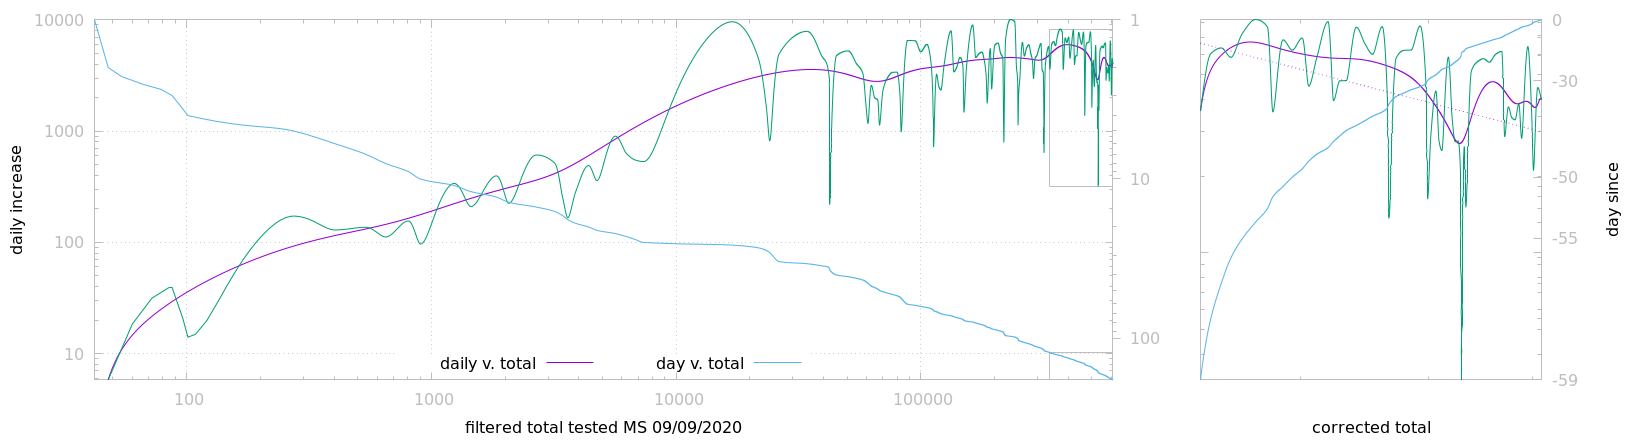 10000
1000
100
10
daily increase
100
1000
10000
100000
filtered total tested MS 09/09/2020
daily v. total
day v. total
1
10
100
0
-30
-50
-55
-59
day since
corrected total